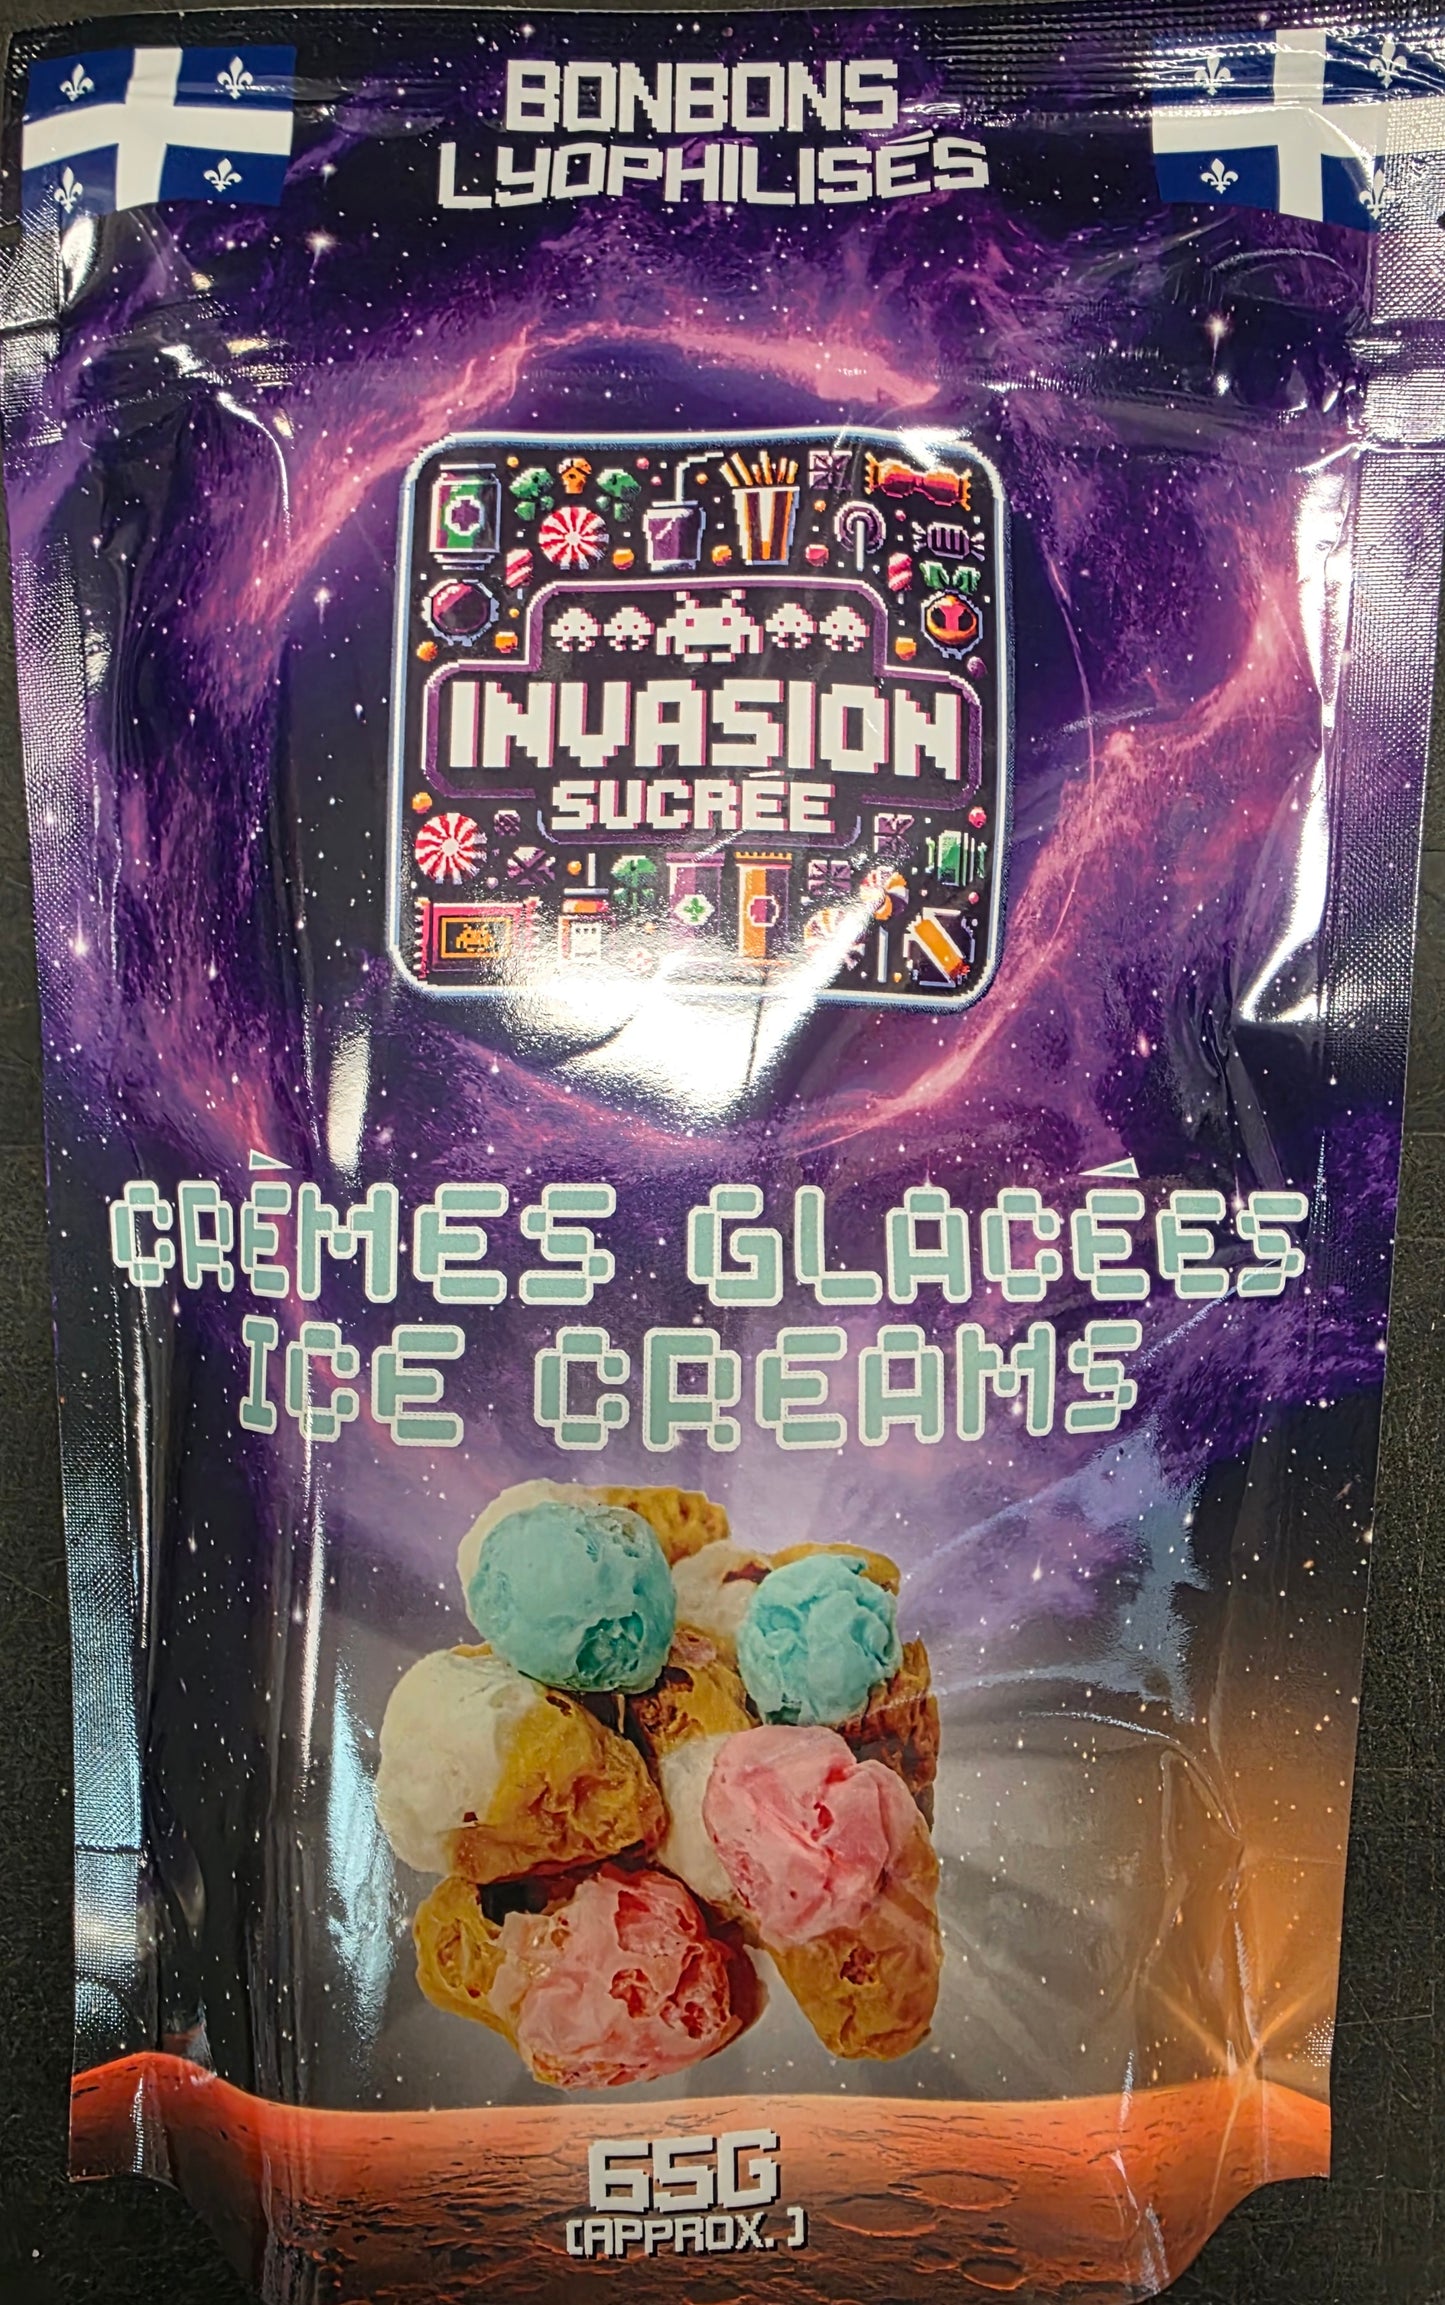 BONBONS
LYOPHILISÉS
INVASION
SUCRÉE
CRÈMES GLACÉES
ICE CREAMS
65G
(APPROX.)